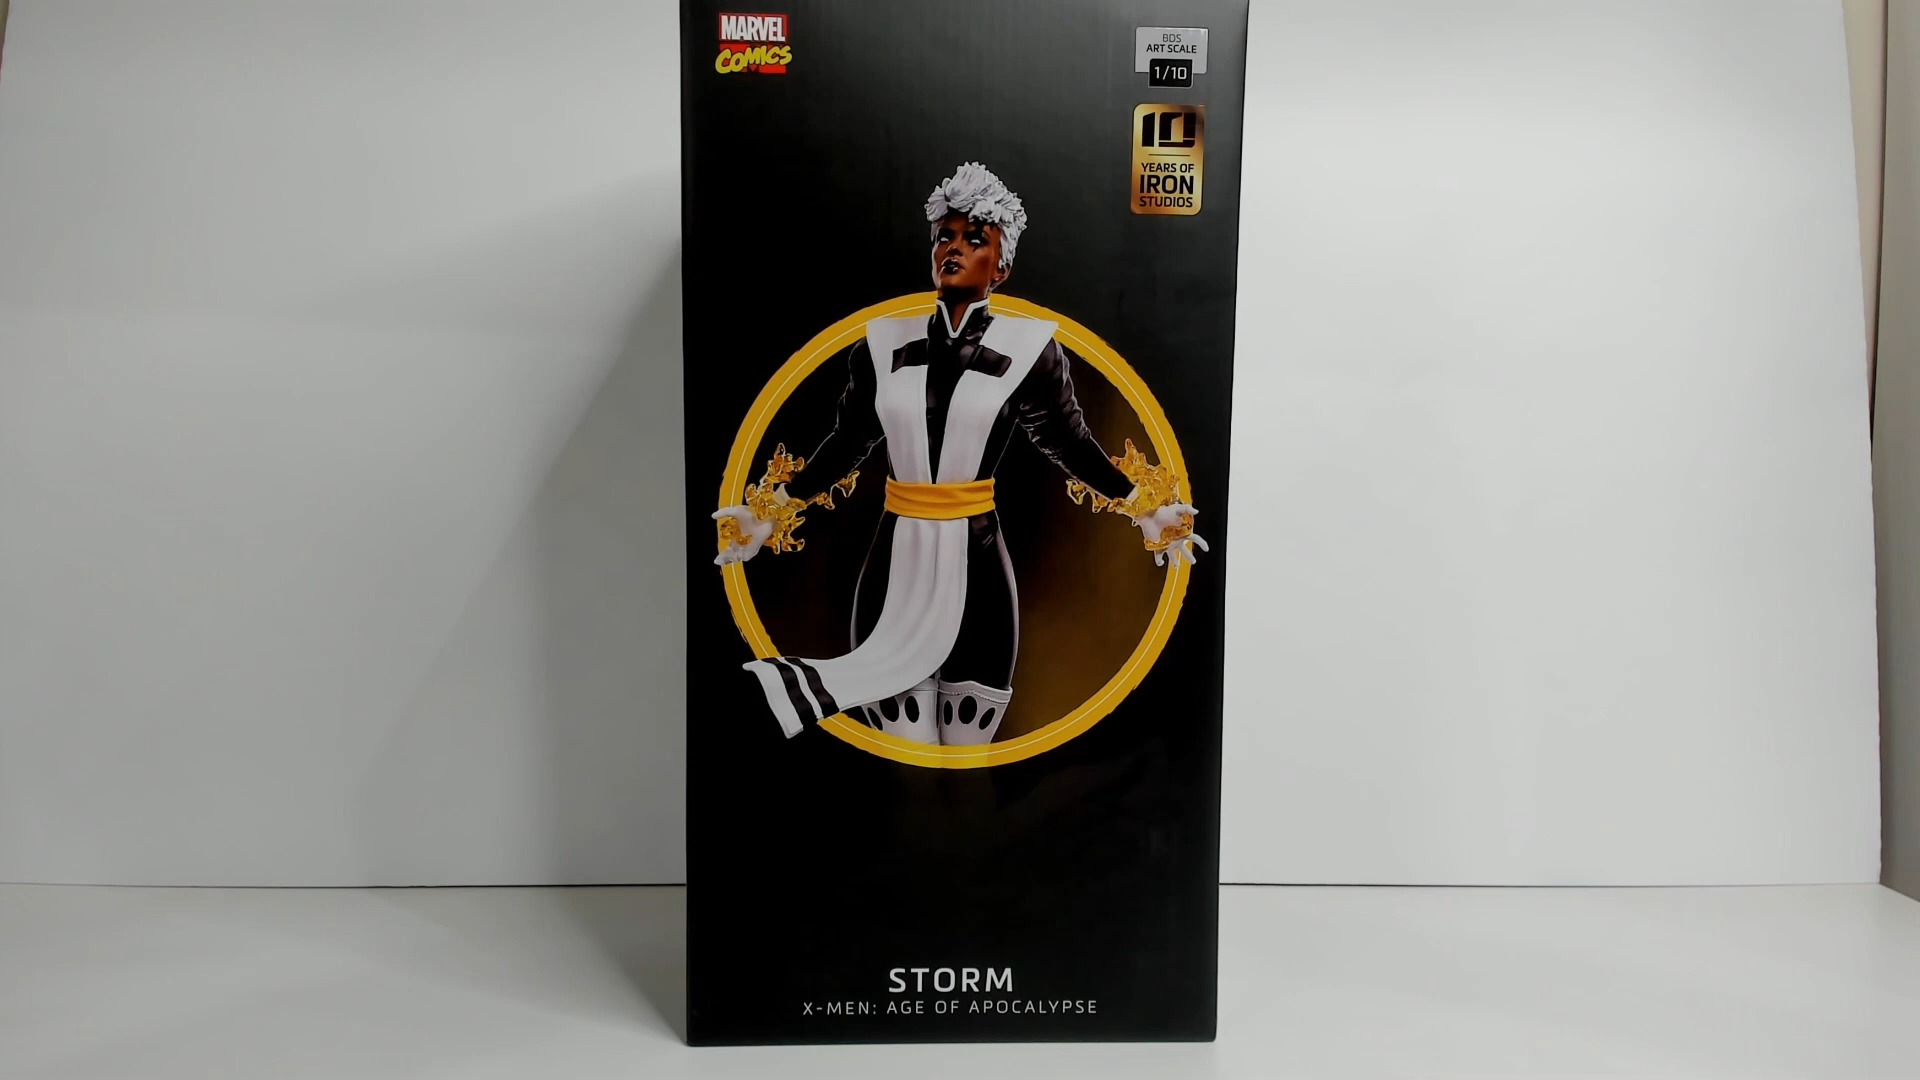 MARVEL
COMICS
BDS
ART SCALE
1/10
10
YEARS OF
IRON
STUDIOS
STORM
X-MEN: AGE OF APOCALYPSE